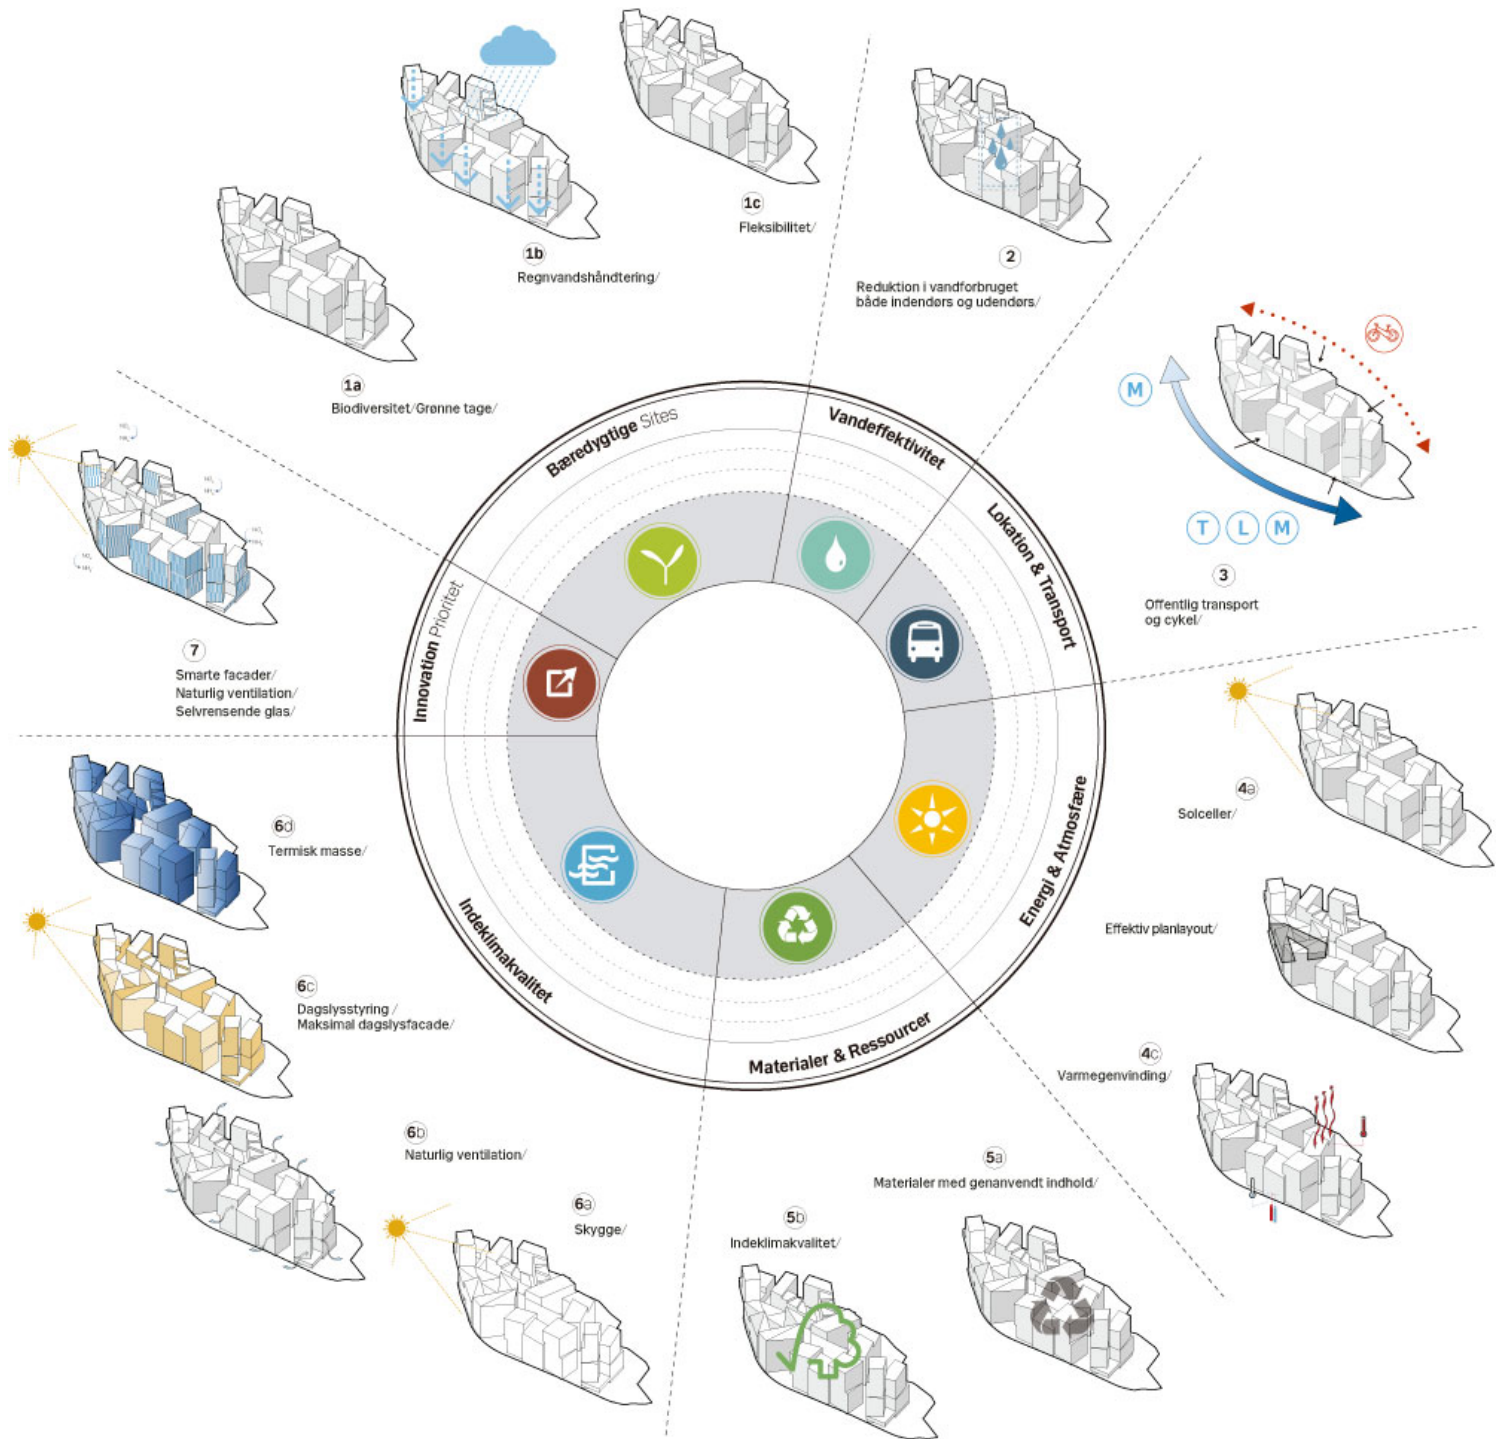 1a
Biodiversitet/Grønne tage/
1b
Regnvandshåndtering/
1c
Fleksibilitet/
2
Reduktion i vandforbruget
både indendørs og udendørs/
M
T L M
3
Offentlig transport
og cykel/
4a
Solceller/
Effektiv planlayout/
4c
Varmegenvinding/
5a
Materialer med genanvendt indhold/
5b
Indeklimakvalitet/
6a
Skygge/
6b
Naturlig ventilation/
6c
Dagslysstyring /
Maksimal dagslysfacade/
6d
Termisk masse/
7
Smarte facader/
Naturlig ventilation/
Selvrensende glas/
Bæredygtige Sites
Vandeffektivitet
Lokation & Transport
Energi & Atmosfære
Materialer & Ressourcer
Indeklimakvalitet
Innovation Prioritet